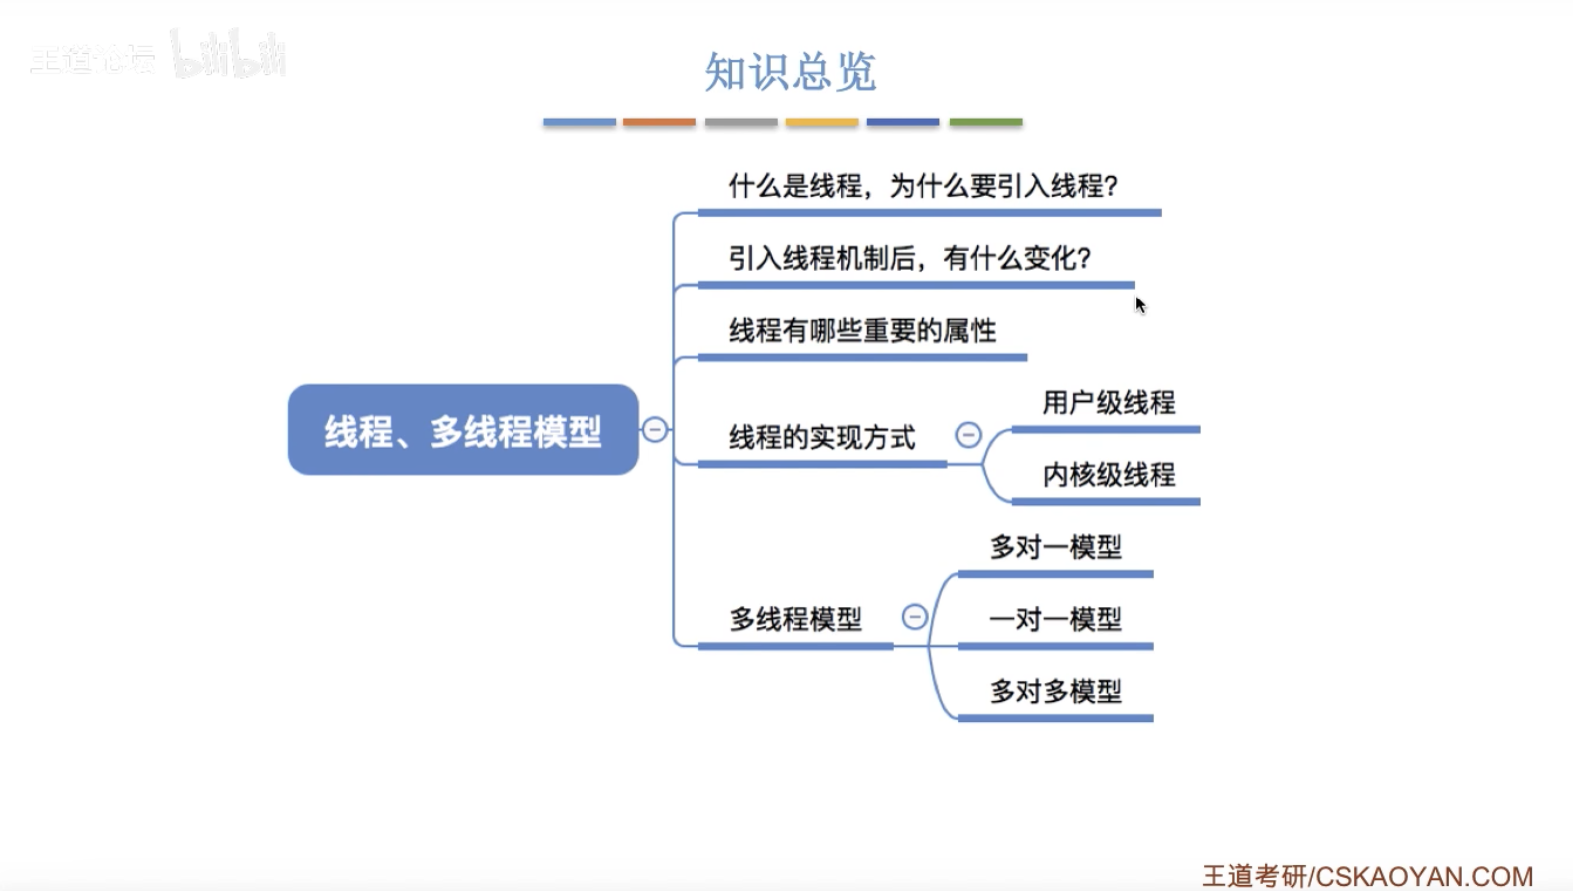 王道论坛 bilibili
知识总览
什么是线程，为什么要引入线程？
引入线程机制后，有什么变化？
线程有哪些重要的属性
用户级线程
线程、多线程模型
线程的实现方式
内核级线程
多对一模型
多线程模型
一对一模型
多对多模型
王道考研/CSKAOYAN.COM